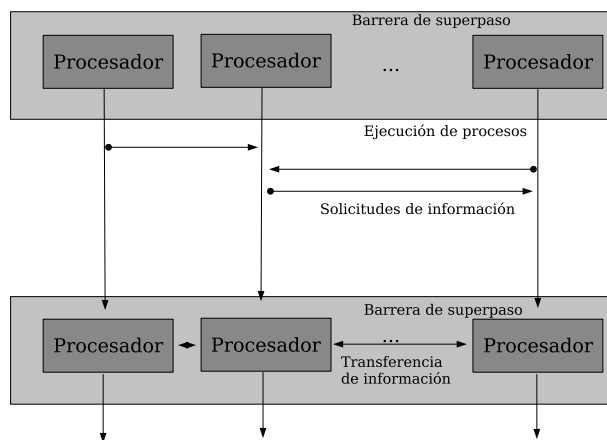 Barrera de superpaso
Procesador
Procesador
...
Procesador
Ejecución de procesos
Solicitudes de información
Barrera de superpaso
Procesador
Procesador
...
Procesador
Transferencia
de información